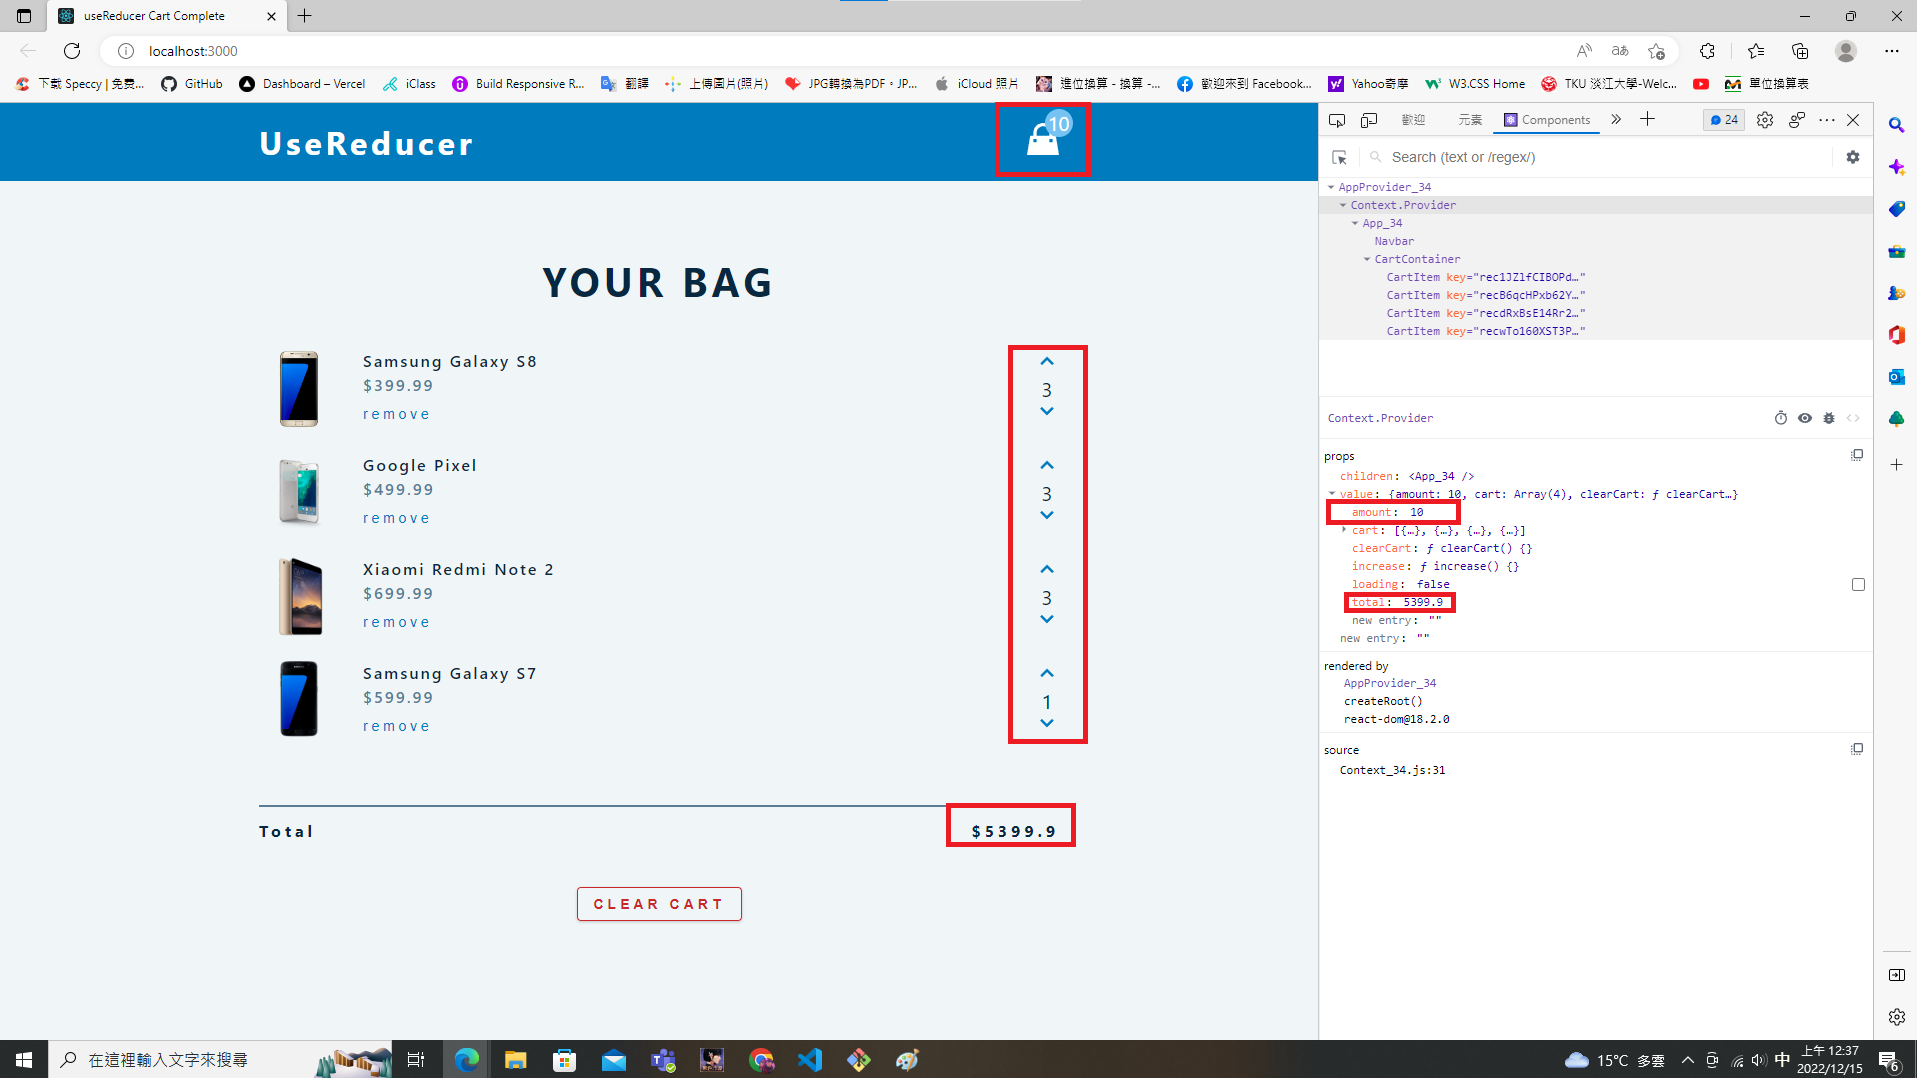 useReducer Cart Complete
localhost:3000
下載 Speccy | 免費...
GitHub
Dashboard – Vercel
iClass
Build Responsive R...
翻譯
上傳圖片(照片)
JPG轉換為PDF。JP...
iCloud 照片
進位換算 - 換算 -...
歡迎來到 Facebook...
Yahoo奇摩
W3.CSS Home
TKU 淡江大學-Welc...
單位換算表
UseReducer
10
YOUR BAG
Samsung Galaxy S8
$399.99
remove
3
Google Pixel
$499.99
remove
3
Xiaomi Redmi Note 2
$699.99
remove
3
Samsung Galaxy S7
$599.99
remove
1
Total
$5399.9
CLEAR CART
歡迎
元素
Components
24
Search (text or /regex/)
AppProvider_34
Context.Provider
App_34
Navbar
CartContainer
CartItem key="rec1JZlfCIBOPd…"
CartItem key="recB6qcHPxb62Y…"
CartItem key="recdRxBsE14Rr2…"
CartItem key="recwTo160XST3P…"
Context.Provider
props
children: <App_34 />
value: {amount: 10, cart: Array(4), clearCart: ƒ clearCart…}
amount: 10
cart: [{…}, {…}, {…}, {…}]
clearCart: ƒ clearCart() {}
increase: ƒ increase() {}
loading: false
total: 5399.9
new entry: ""
new entry: ""
rendered by
AppProvider_34
createRoot()
react-dom@18.2.0
source
Context_34.js:31
在這裡輸入文字來搜尋
15°C 多雲
中
上午 12:37
2022/12/15
6